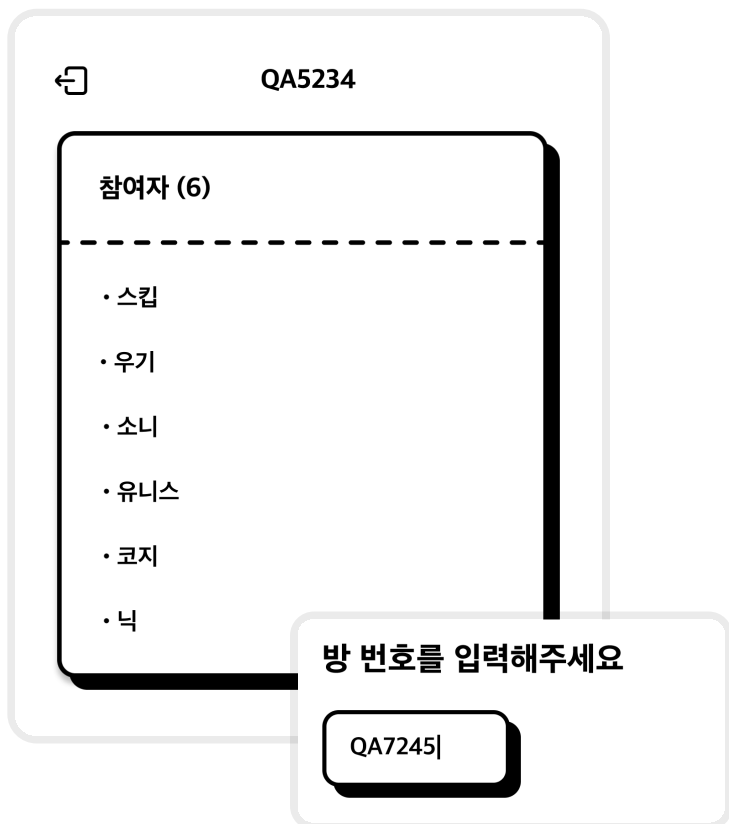 QA5234
참여자 (6)
· 스킵
· 우기
· 소니
· 유니스
· 코지
· 닉
방 번호를 입력해주세요
QA7245